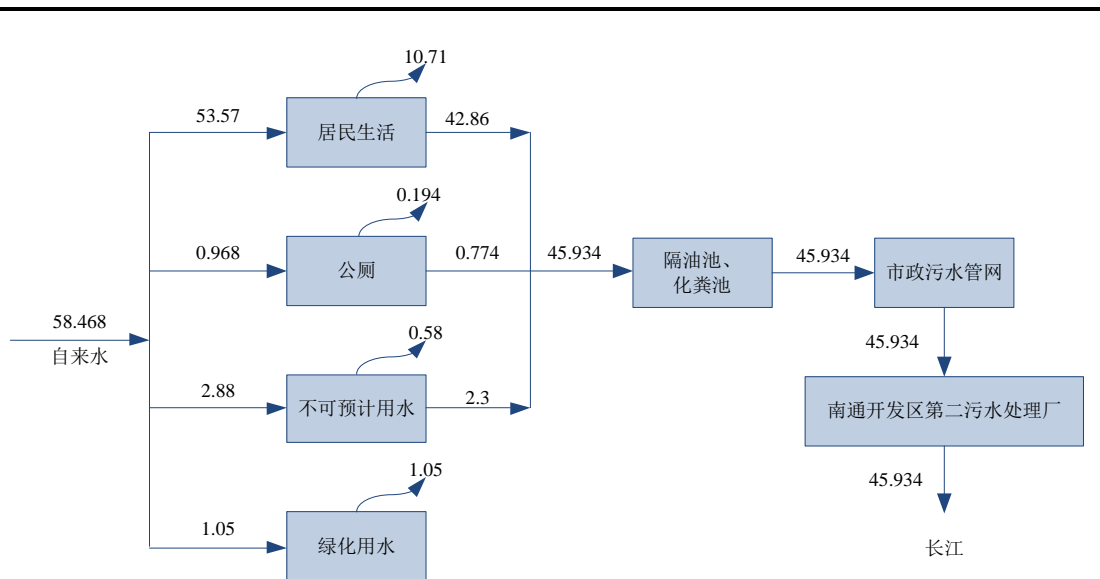 10.71
53.57
居民生活
42.86
0.194
0.968
公厕
0.774
45.934
隔油池、
化粪池
45.934
市政污水管网
58.468
自来水
0.58
45.934
2.88
不可预计用水
2.3
南通开发区第二污水处理厂
1.05
45.934
1.05
绿化用水
长江